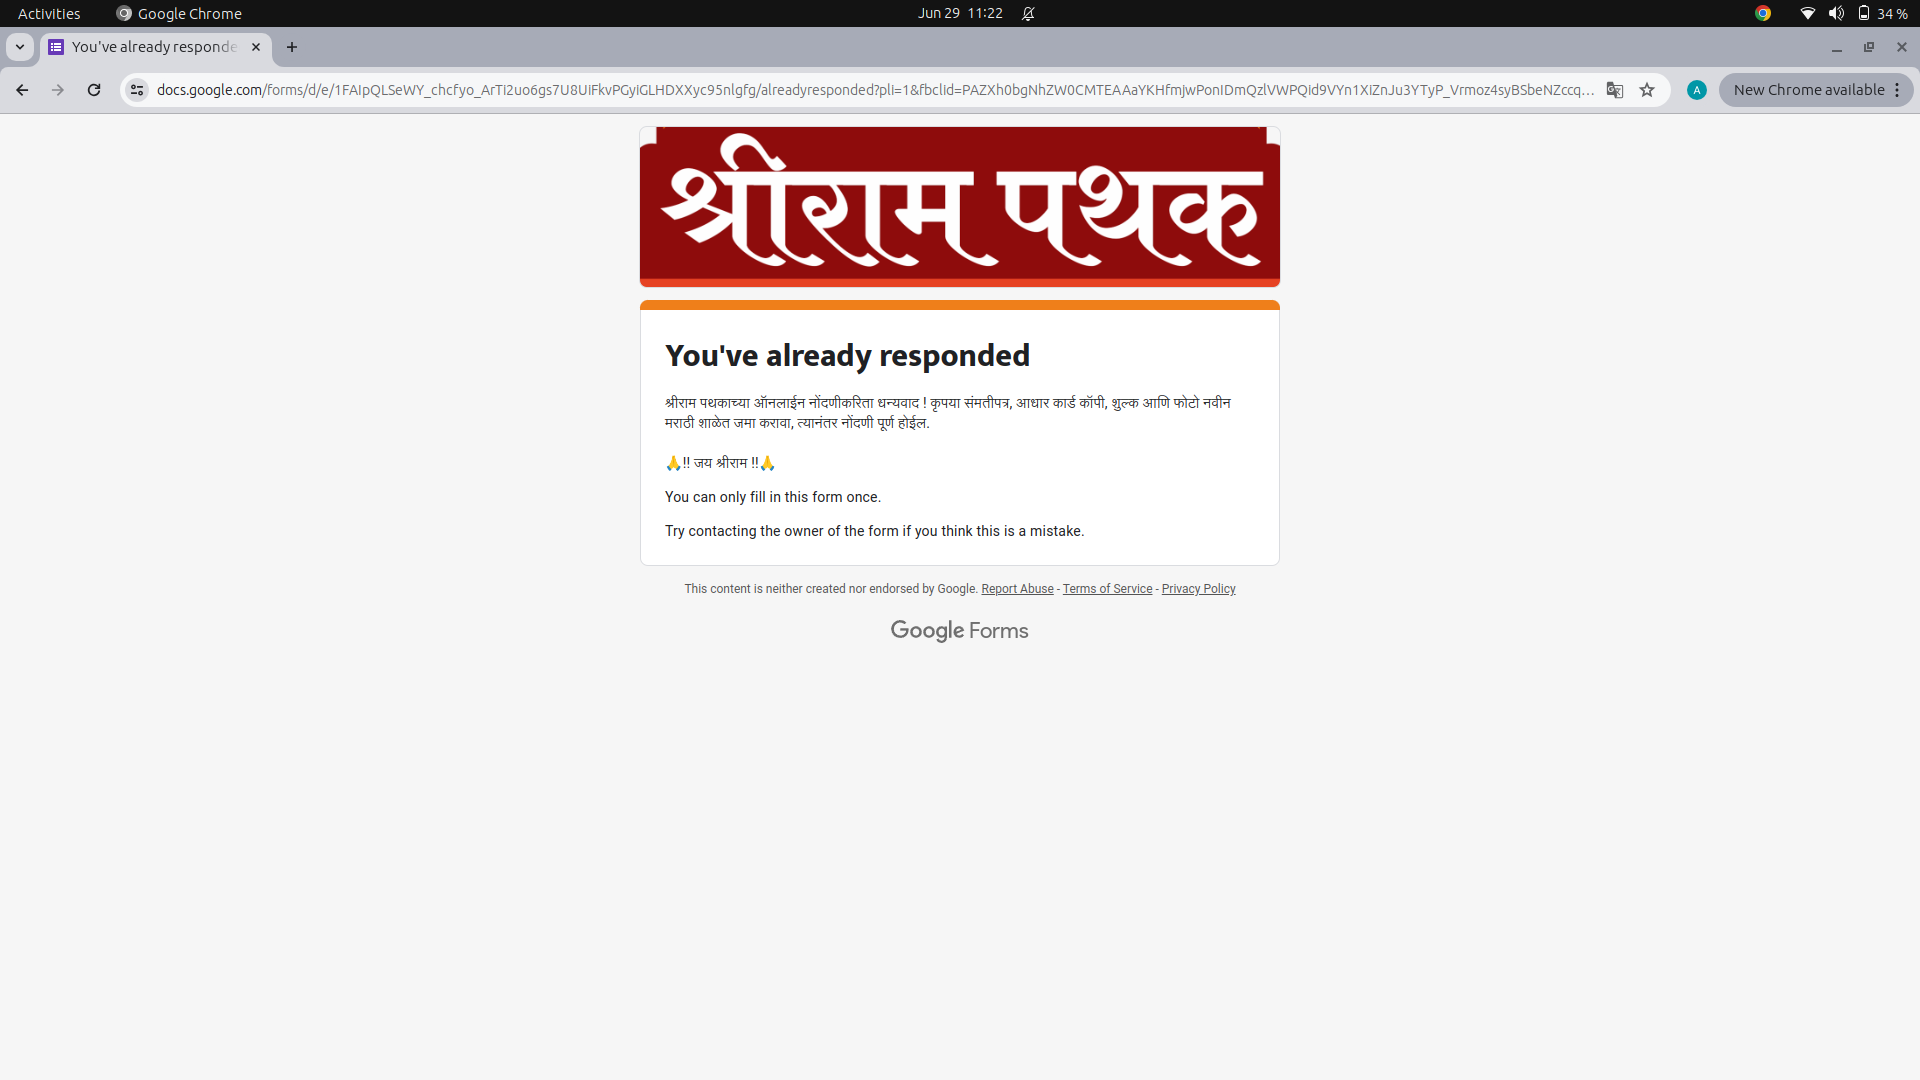 Activities
Google Chrome
Jun 29 11:22
34 %
You've already responde
docs.google.com/forms/d/e/1FAIpQLSeWY_chcfyo_ArTi2uo6gs7U8UiFkvPGyiGLHDXXyc95nlgfg/alreadyresponded?pli=1&fbclid=PAZXh0bgNhZW0CMTEAAaYKHfmjwPonIDmQzlVWPQId9VYn1XiZnJu3YTyP_Vrmoz4syBSbeNZccq...
A
New Chrome available
श्रीराम पथक
You've already responded
श्रीराम पथकाच्या ऑनलाईन नोंदणीकरिता धन्यवाद ! कृपया संमतीपत्र, आधार कार्ड कॉपी, शुल्क आणि फोटो नवीन
मराठी शाळेत जमा करावा, त्यानंतर नोंदणी पूर्ण होईल.
🙏!! जय श्रीराम !!🙏
You can only fill in this form once.
Try contacting the owner of the form if you think this is a mistake.
This content is neither created nor endorsed by Google. Report Abuse - Terms of Service - Privacy Policy
Google Forms